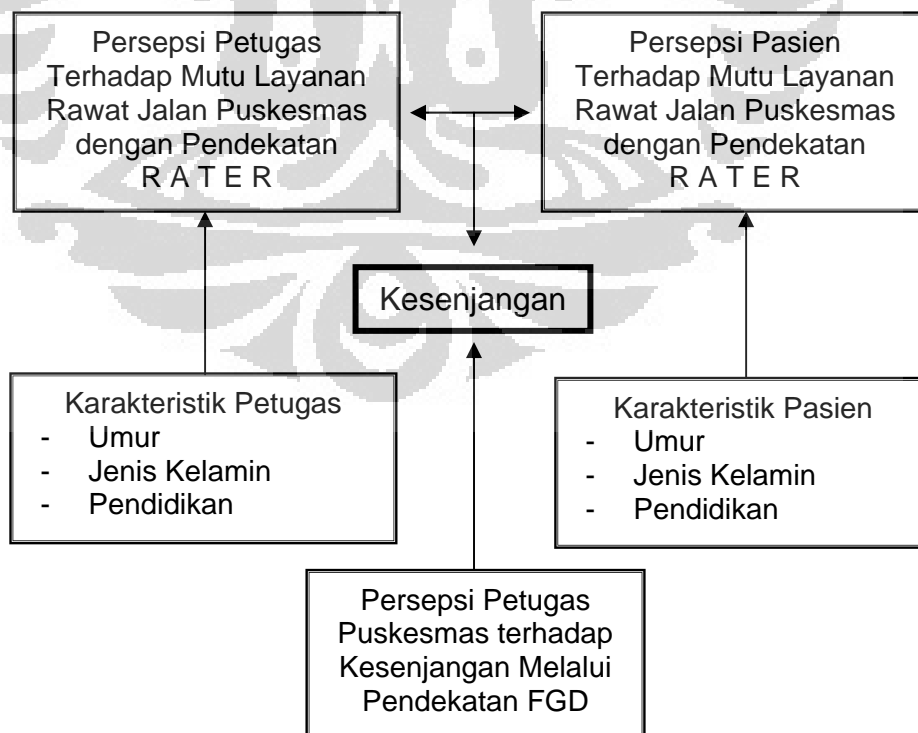 Persepsi Petugas
Terhadap Mutu Layanan
Rawat Jalan Puskesmas
dengan Pendekatan
R A T E R
Persepsi Pasien
Terhadap Mutu Layanan
Rawat Jalan Puskesmas
dengan Pendekatan
R A T E R
Kesenjangan
Karakteristik Petugas
- Umur
- Jenis Kelamin
- Pendidikan
Karakteristik Pasien
- Umur
- Jenis Kelamin
- Pendidikan
Persepsi Petugas
Puskesmas terhadap
Kesenjangan Melalui
Pendekatan FGD